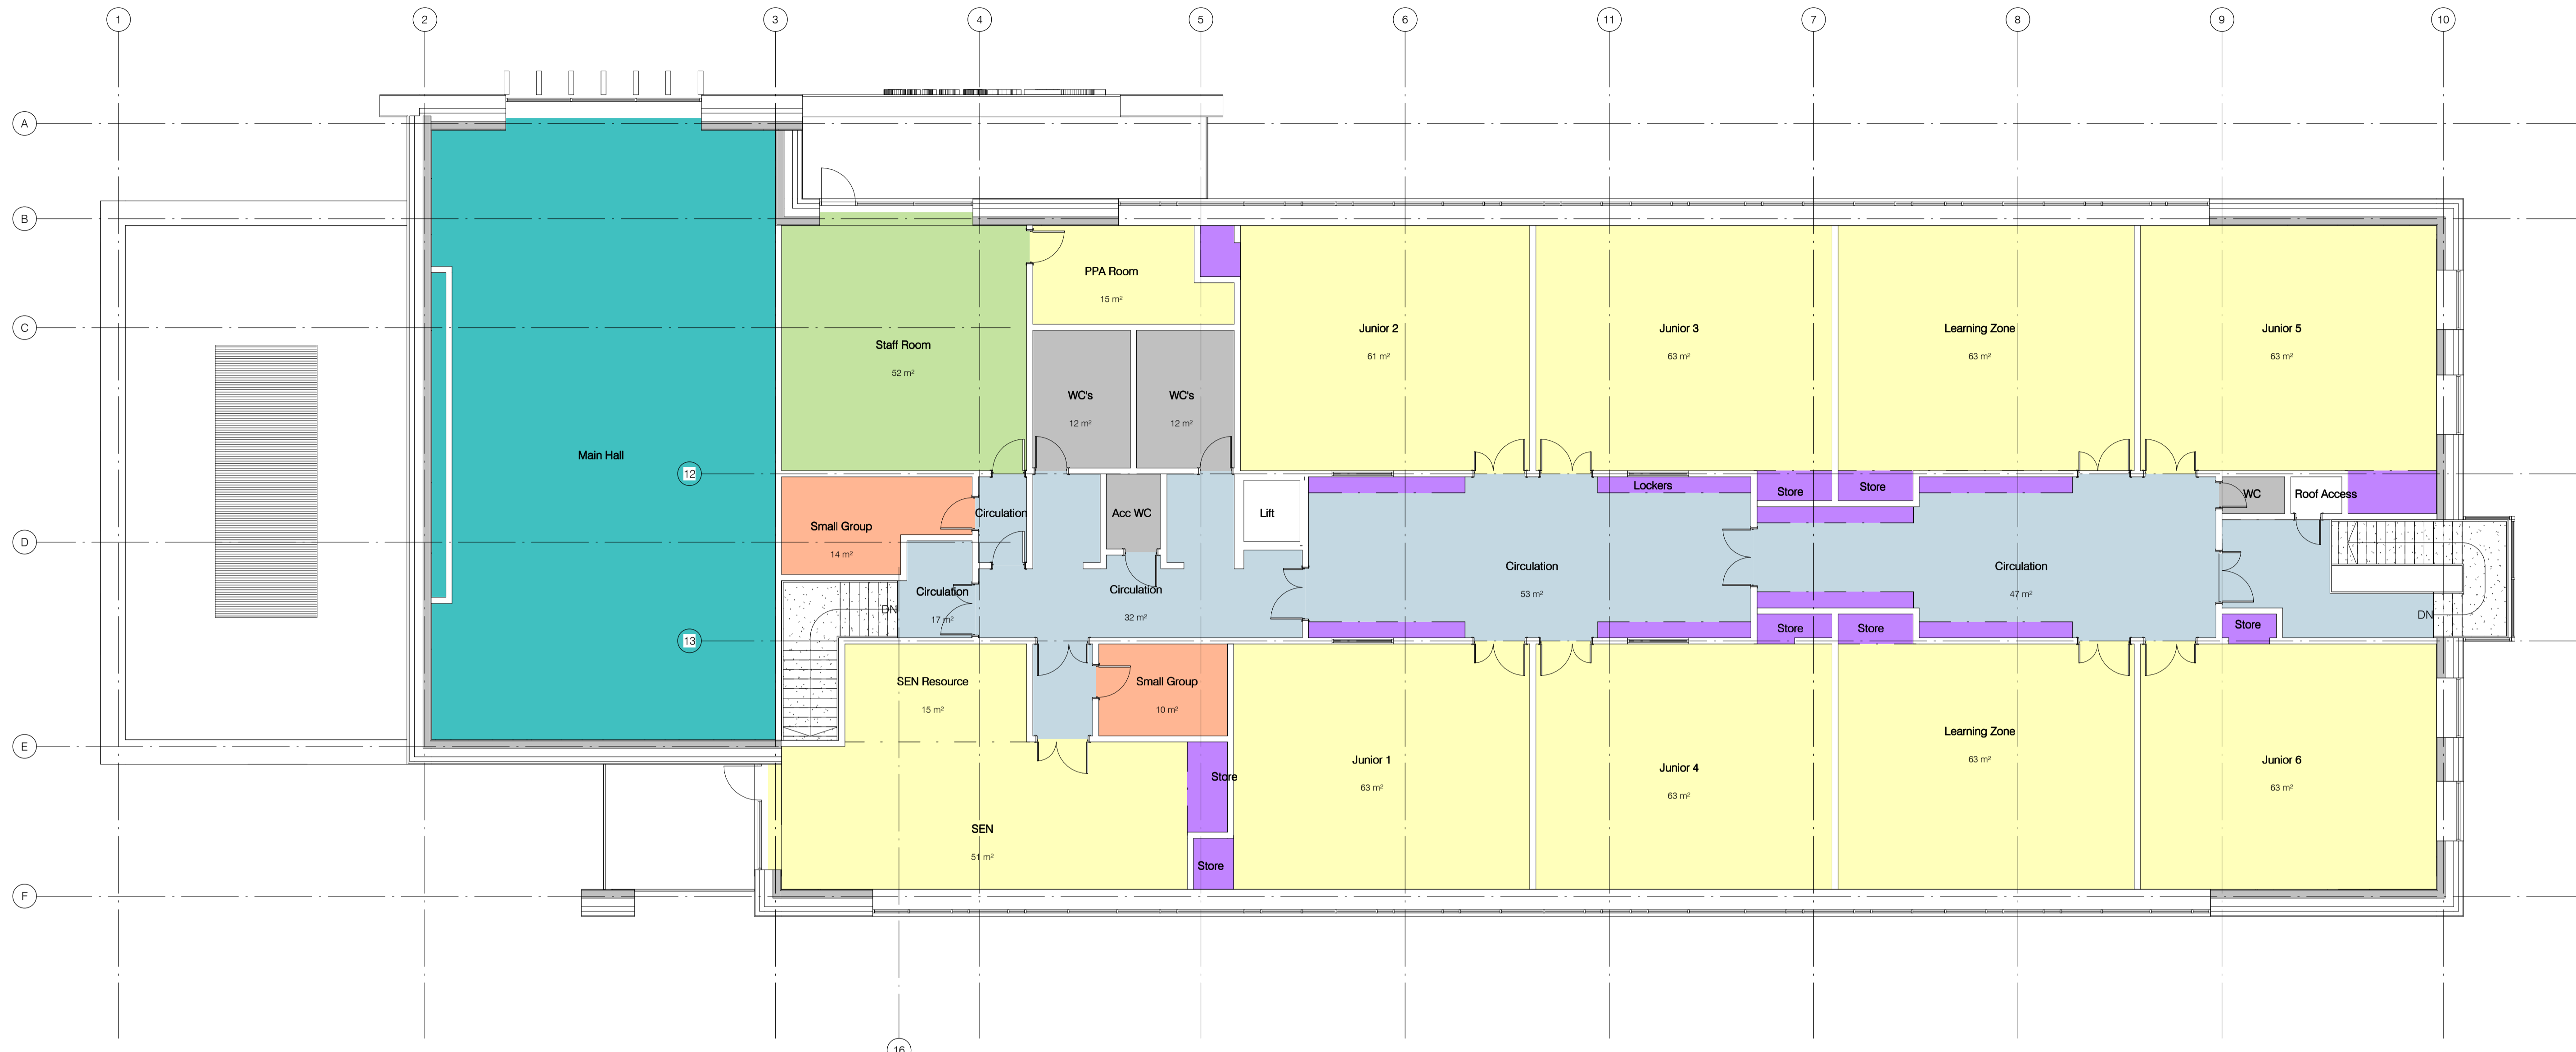 1
2
3
4
5
6
11
7
8
9
10
A
B
C
12
D
13
E
F
16
Main Hall
Staff Room
52 m²
PPA Room
15 m²
WC's
12 m²
WC's
12 m²
Junior 2
61 m²
Junior 3
63 m²
Learning Zone
63 m²
Junior 5
63 m²
Small Group
14 m²
Circulation
Acc WC
Lift
Lockers
Store
Store
WC
Roof Access
Circulation
17 m²
DN
Circulation
32 m²
Circulation
53 m²
Circulation
47 m²
Store
Store
Store
DN
SEN Resource
15 m²
Small Group
10 m²
SEN
51 m²
Store
Store
Junior 1
63 m²
Junior 4
63 m²
Learning Zone
63 m²
Junior 6
63 m²